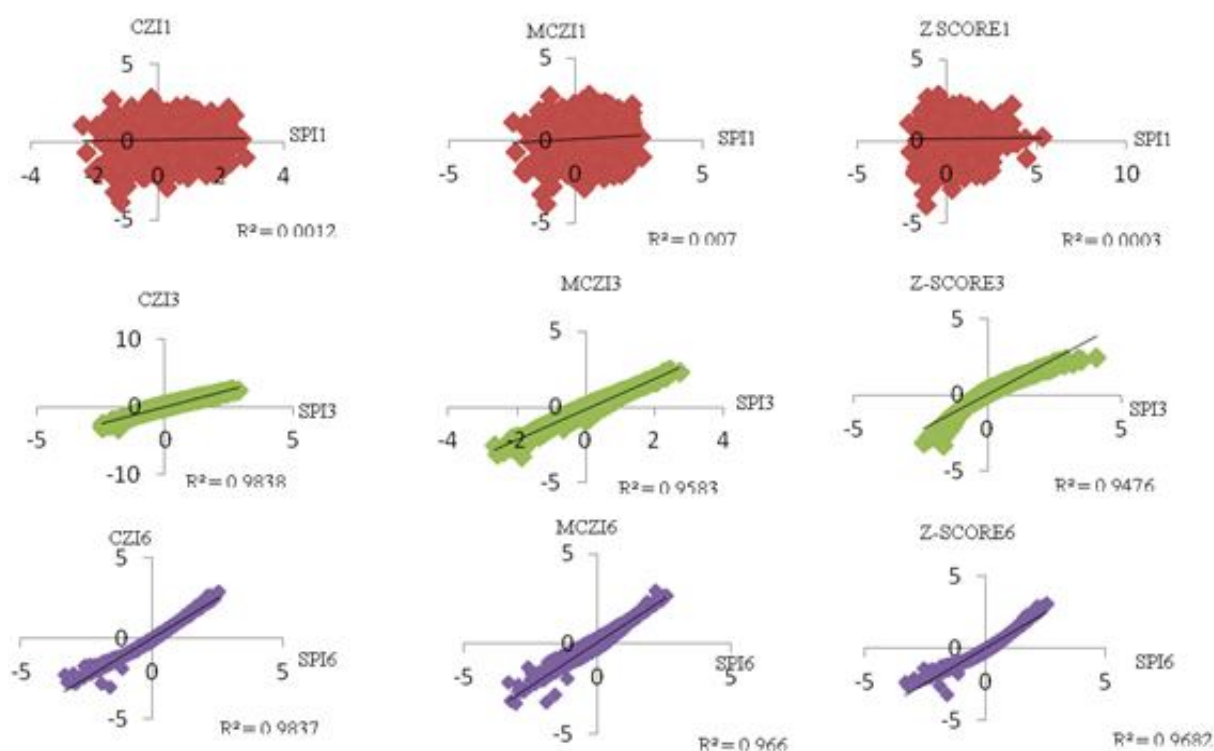 CZI1
5
SPI1
0
-4
-2
0
2
4
-5
R² = 0.0012
MCZI1
5
SPI1
0
-5
0
5
-5
R² = 0.007
Z SCORE1
5
SPI1
0
-5
0
5
10
-5
R² = 0.0003
CZI3
10
SPI3
0
-5
0
5
-10
R² = 0.9838
MCZI3
5
SPI3
0
-4
-2
0
2
4
-5
R² = 0.9583
Z-SCORE3
5
SPI3
0
-5
0
5
-5
R² = 0.9476
CZI6
5
SPI6
0
-5
0
5
-5
R² = 0.9837
MCZI6
5
SPI6
0
-5
0
5
-5
R² = 0.966
Z-SCORE6
5
SPI6
0
-5
0
5
-5
R² = 0.9682